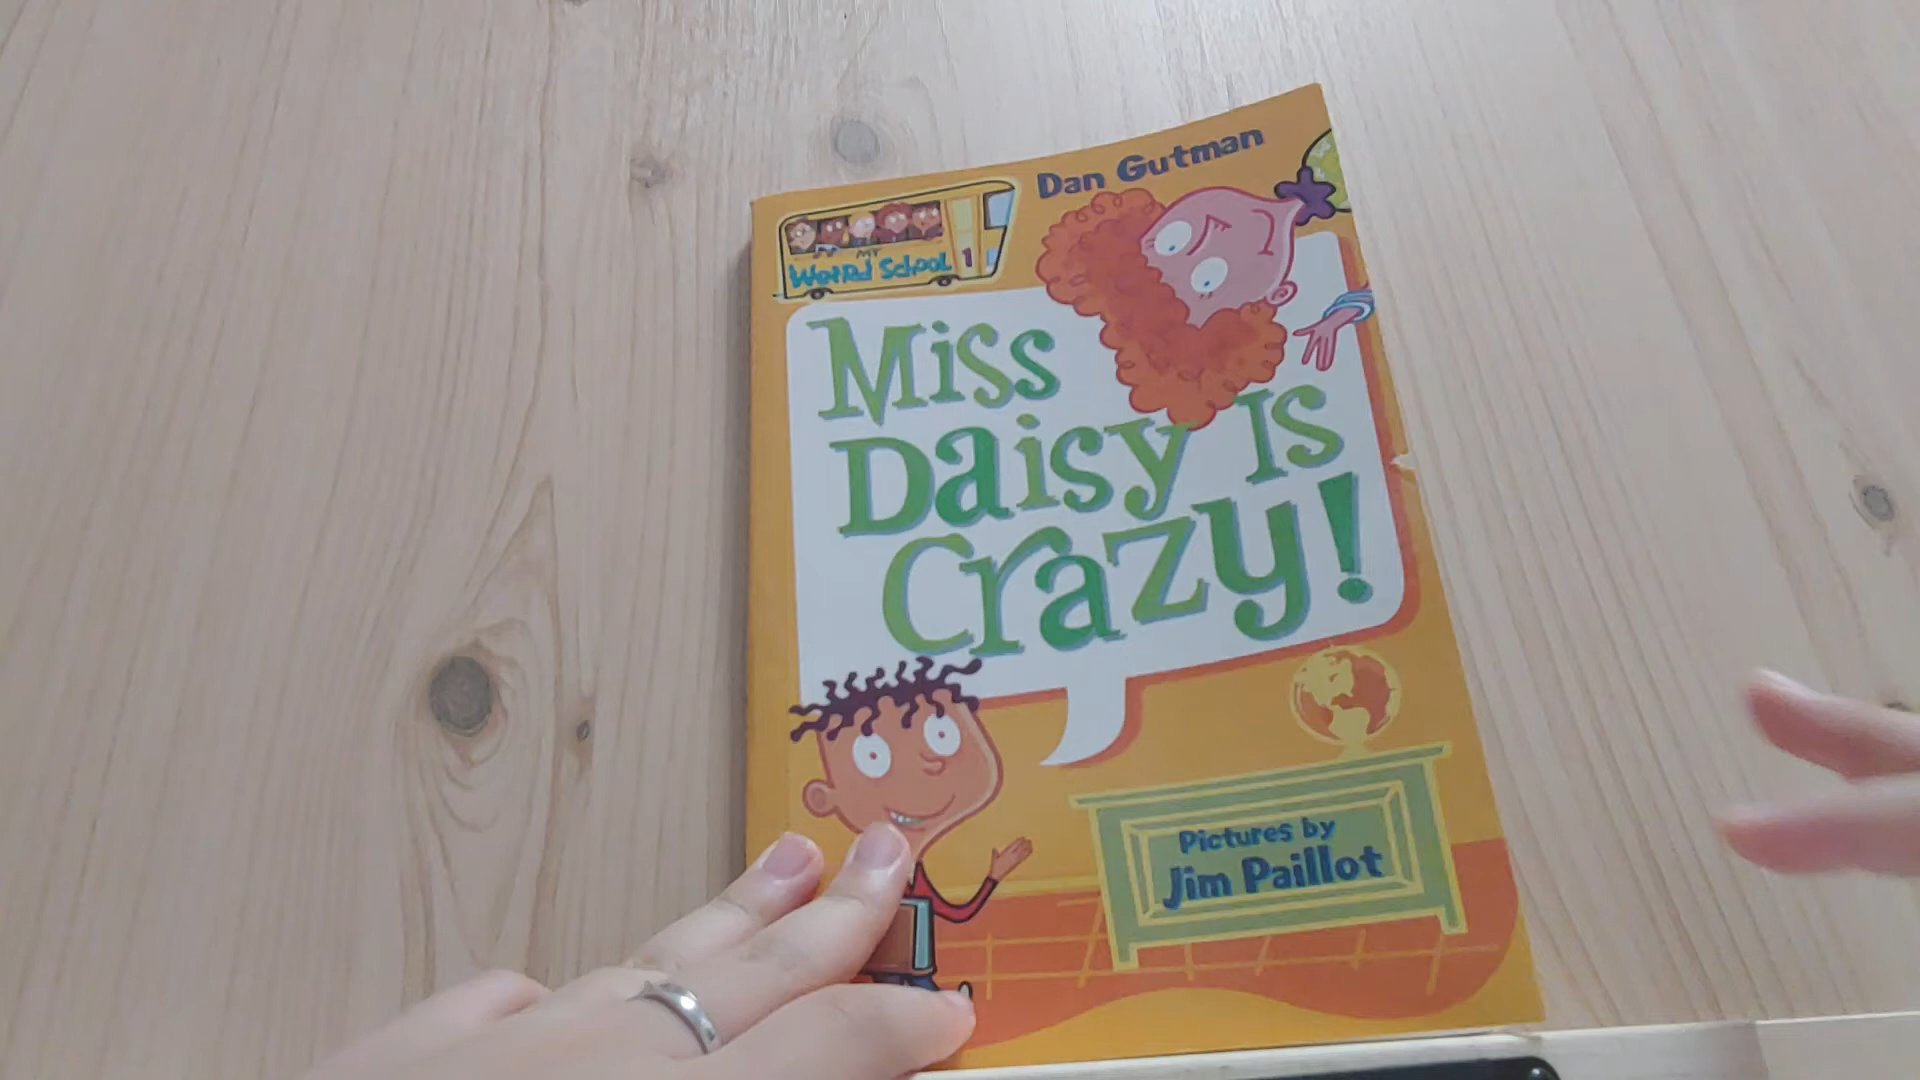 Dan Gutman
MY
WeiRd School 1
Miss
Daisy Is
Crazy!
Pictures by
Jim Paillot